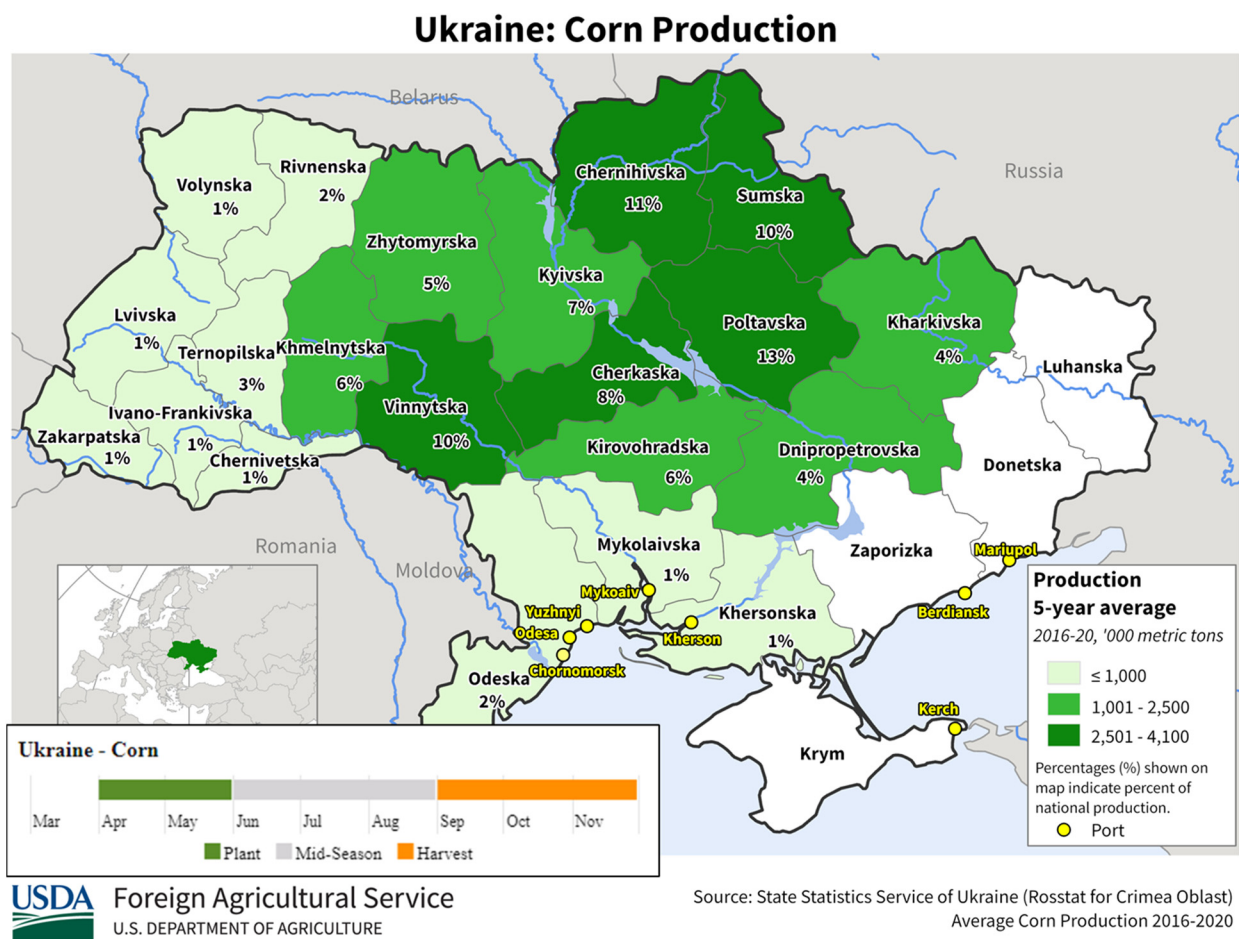 Ukraine: Corn Production
Belarus
Russia
Romania
Moldova
Volynska
1%
Rivnenska
2%
Zhytomyrska
5%
Kyivska
7%
Chernihivska
11%
Sumska
10%
Lvivska
1%
Ternopilska
3%
Khmelnytska
6%
Vinnytska
10%
Cherkaska
8%
Poltavska
13%
Kharkivska
4%
Luhanska
Ivano-Frankivska
1%
Zakarpatska
1%
Chernivetska
1%
Kirovohradska
6%
Dnipropetrovska
4%
Donetska
Mykolaivska
1%
Zaporizka
Khersonska
1%
Odeska
2%
Krym
Mykoaiv
Yuzhnyi
Odesa
Chornomorsk
Kherson
Mariupol
Berdiansk
Kerch
Production
5-year average
2016-20, '000 metric tons
≤ 1,000
1,001 - 2,500
2,501 - 4,100
Percentages (%) shown on
map indicate percent of
national production.
Port
Ukraine - Corn
Mar Apr May Jun Jul Aug Sep Oct Nov
Plant Mid-Season Harvest
USDA
Foreign Agricultural Service
U.S. DEPARTMENT OF AGRICULTURE
Source: State Statistics Service of Ukraine (Rosstat for Crimea Oblast)
Average Corn Production 2016-2020